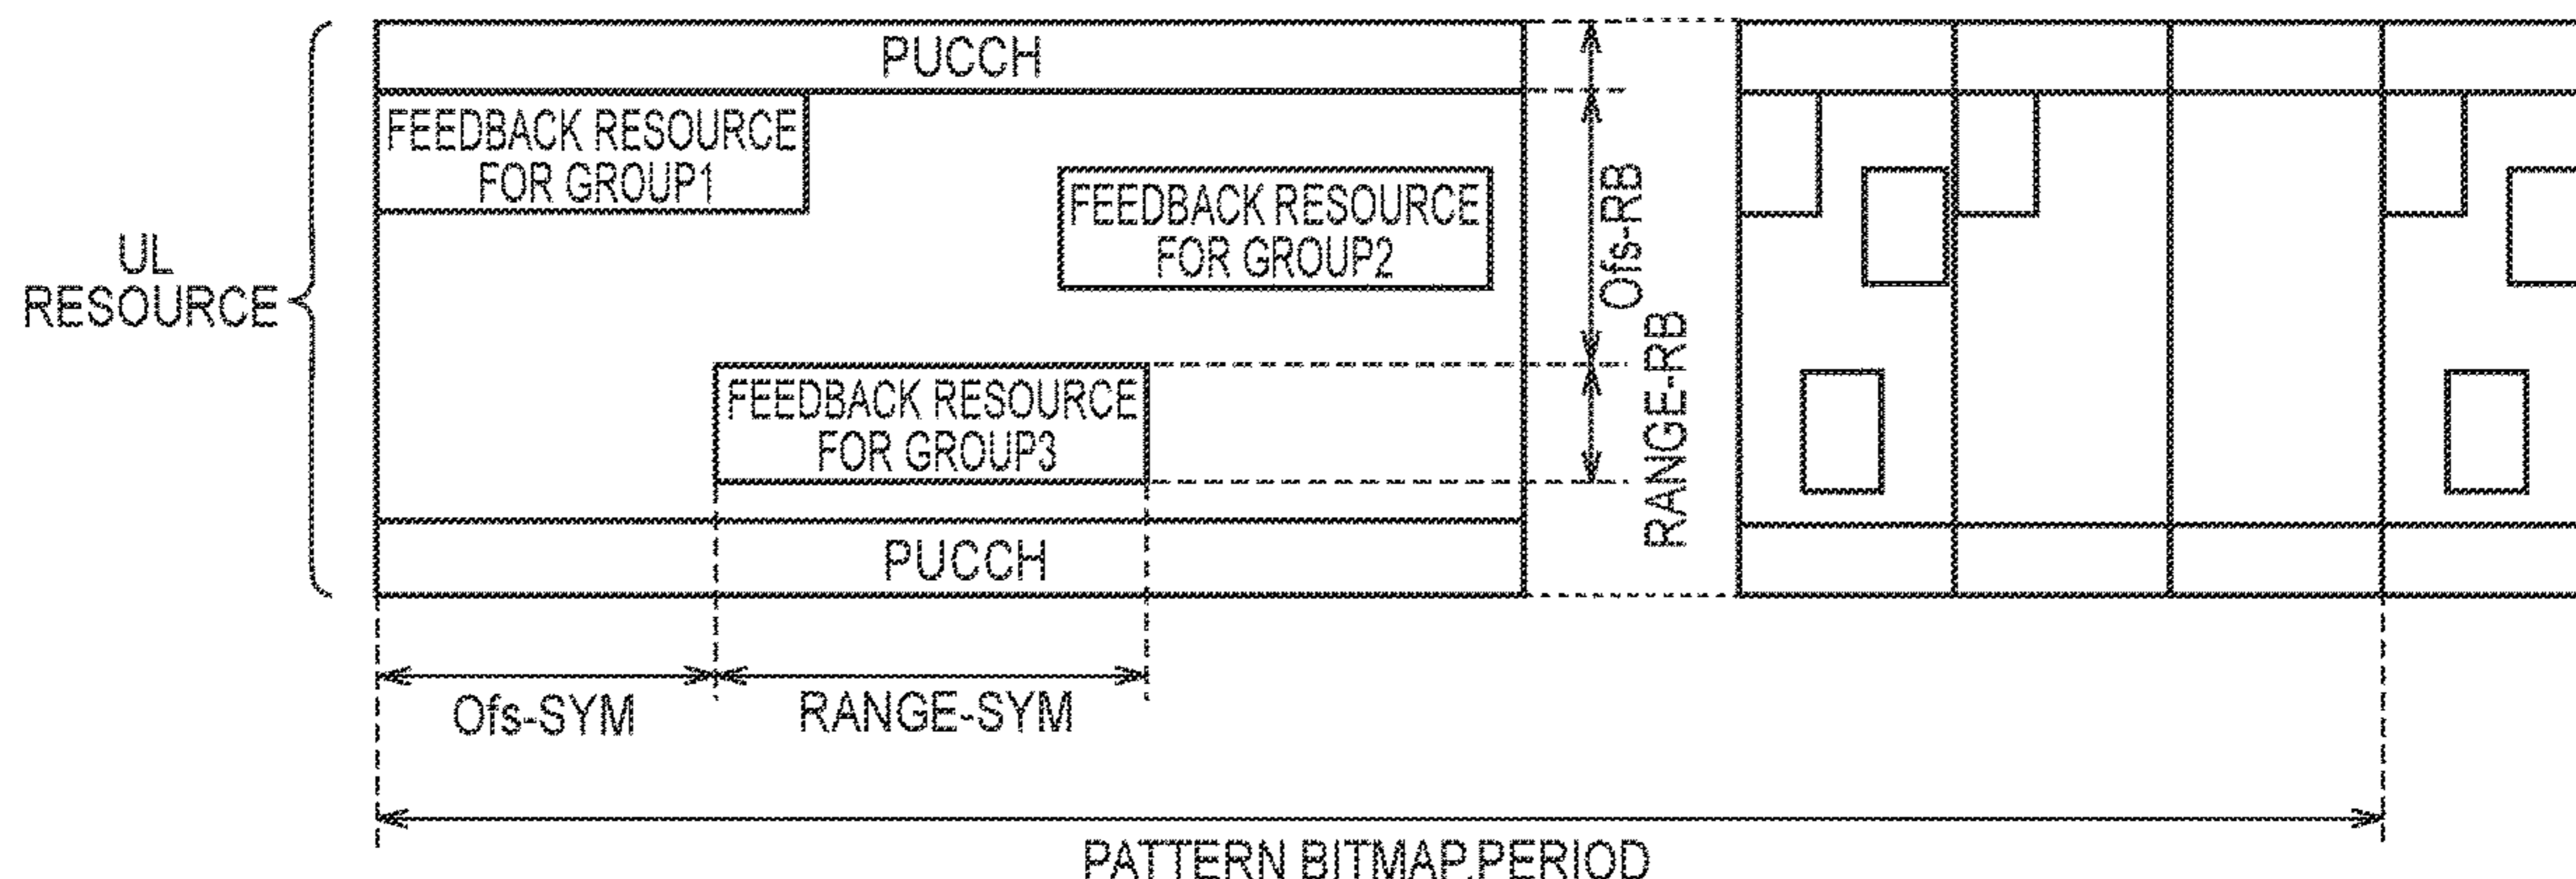 PUCCH
FEEDBACK RESOURCE
FOR GROUP1
FEEDBACK RESOURCE
FOR GROUP2
UL
RESOURCE
Ofs-RB
RANGE-RB
FEEDBACK RESOURCE
FOR GROUP3
PUCCH
Ofs-SYM
RANGE-SYM
PATTERN BITMAP,PERIOD